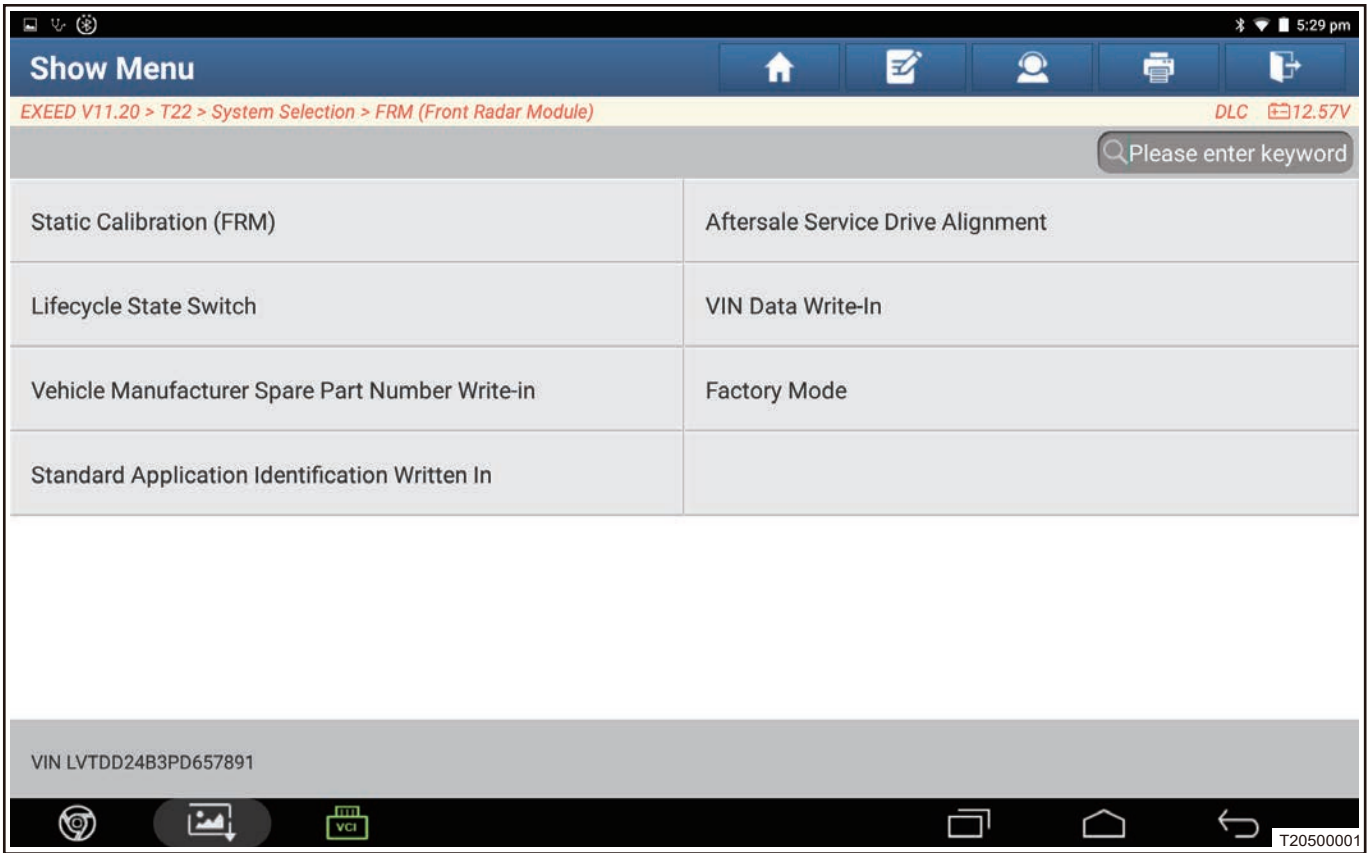 5:29 pm
Show Menu
EXEED V11.20 > T22 > System Selection > FRM (Front Radar Module)
DLC 12.57V
Please enter keyword
Static Calibration (FRM)
Aftersale Service Drive Alignment
Lifecycle State Switch
VIN Data Write-In
Vehicle Manufacturer Spare Part Number Write-in
Factory Mode
Standard Application Identification Written In
VIN LVTDD24B3PD657891
VCI
T20500001